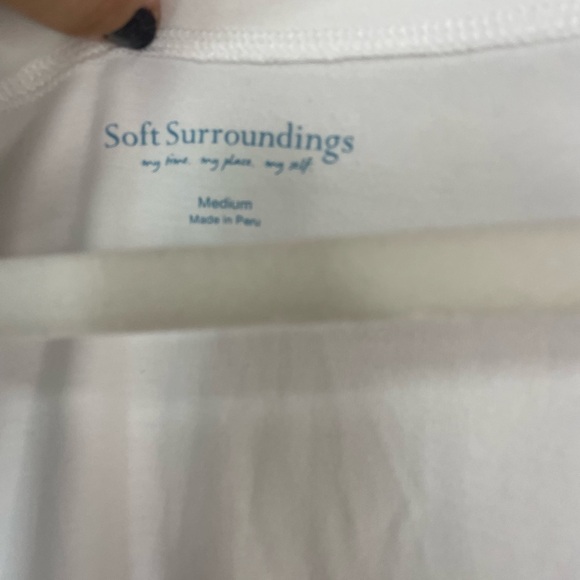 Soft Surroundings
my time. my place. my self.
Medium
Made in Peru